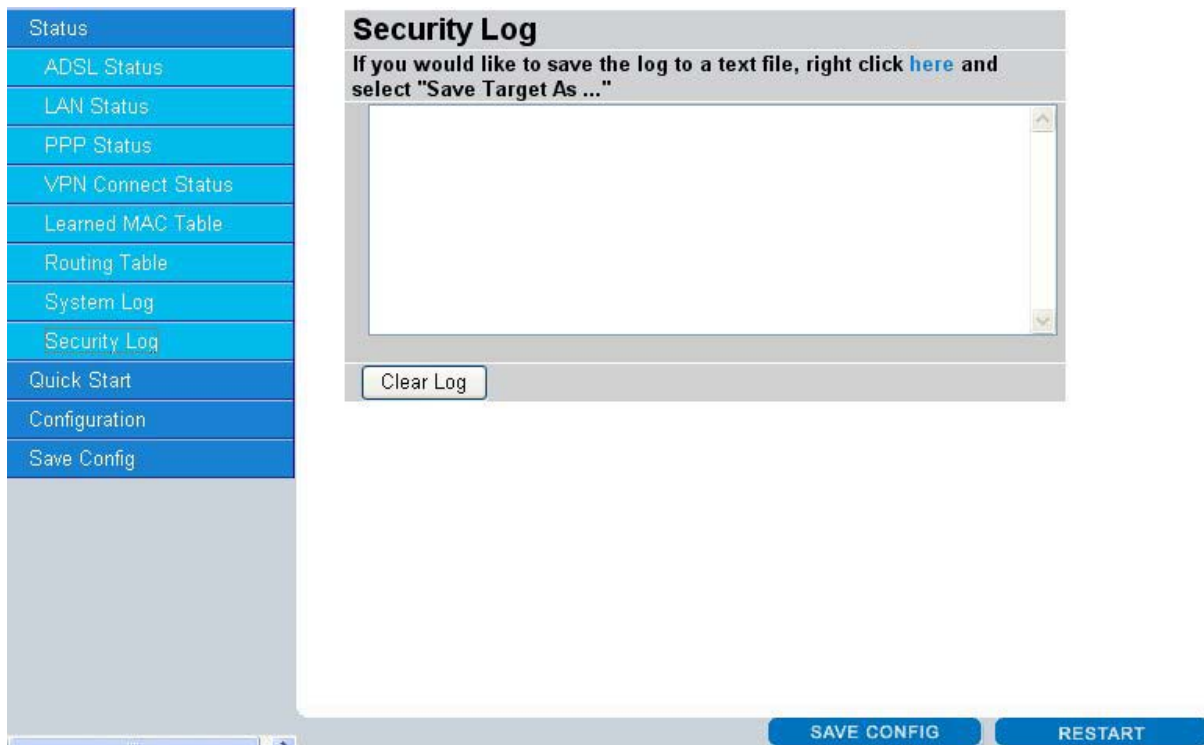 Status
ADSL Status
LAN Status
PPP Status
VPN Connect Status
Learned MAC Table
Routing Table
System Log
Security Log
Quick Start
Configuration
Save Config
Security Log
If you would like to save the log to a text file, right click here and
select "Save Target As ..."
Clear Log
SAVE CONFIG
RESTART